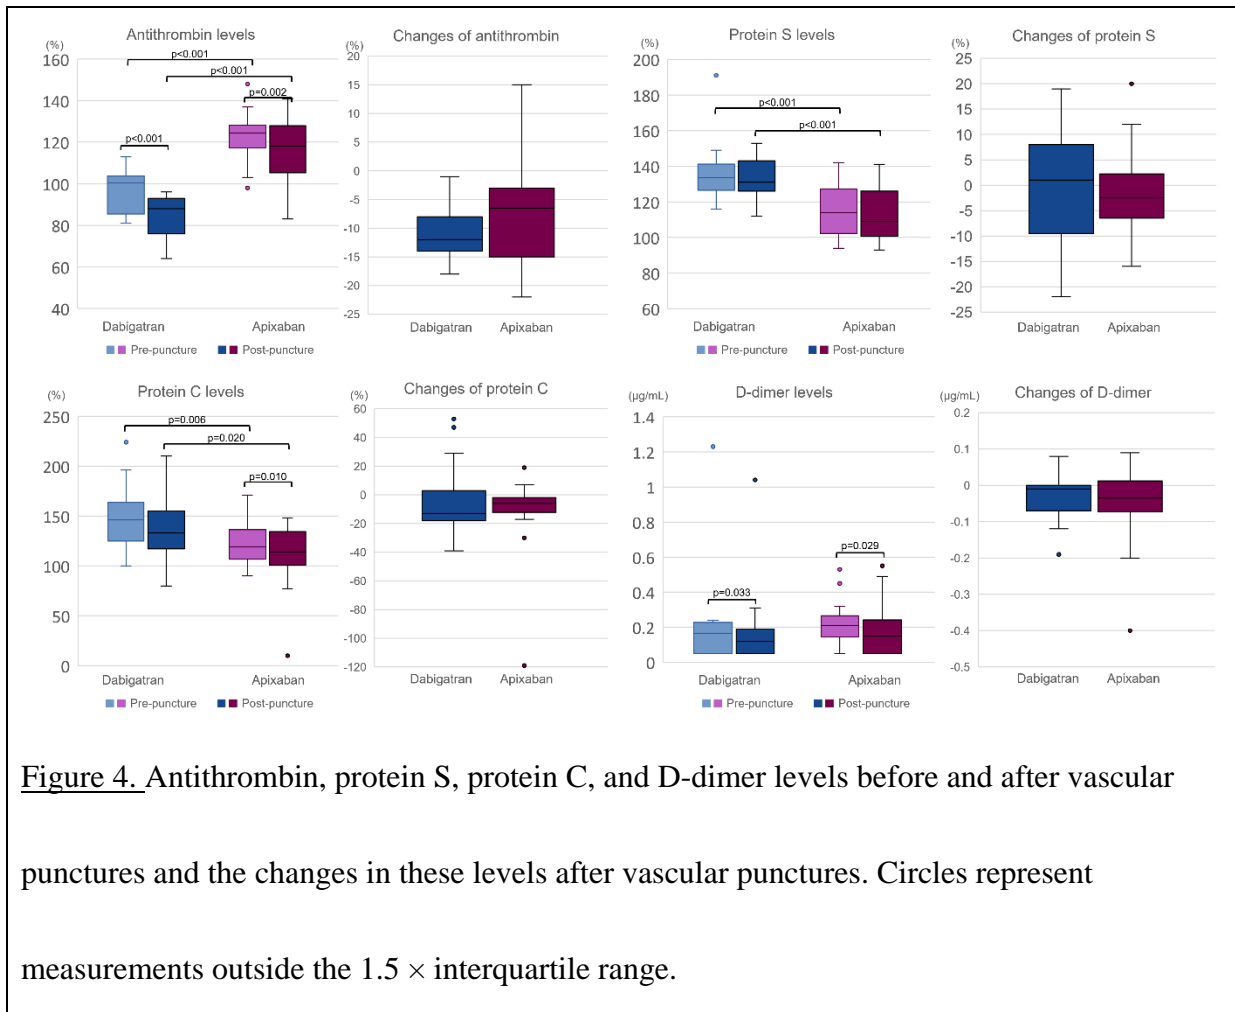 Antithrombin levels
(%)
160
140
120
100
80
60
40
p<0.001
p<0.001
p=0.002
p<0.001
Dabigatran Apixaban
Pre-puncture Post-puncture
Changes of antithrombin
(%)
20
15
10
5
0
-5
-10
-15
-20
-25
Dabigatran Apixaban
Protein S levels
(%)
200
180
160
140
120
100
80
60
p<0.001
p<0.001
Dabigatran Apixaban
Pre-puncture Post-puncture
Changes of protein S
(%)
25
20
15
10
5
0
-5
-10
-15
-20
-25
Dabigatran Apixaban
Protein C levels
(%)
250
200
150
100
50
0
p=0.006
p=0.020
p=0.010
Dabigatran Apixaban
Pre-puncture Post-puncture
Changes of protein C
(%)
60
40
20
0
-20
-40
-60
-80
-100
-120
Dabigatran Apixaban
D-dimer levels
(μg/mL)
1.4
1.2
1
0.8
0.6
0.4
0.2
0
p=0.033
p=0.029
Dabigatran Apixaban
Pre-puncture Post-puncture
Changes of D-dimer
(μg/mL)
0.2
0.1
0
-0.1
-0.2
-0.3
-0.4
-0.5
Dabigatran Apixaban
Figure 4. Antithrombin, protein S, protein C, and D-dimer levels before and after vascular
punctures and the changes in these levels after vascular punctures. Circles represent
measurements outside the 1.5 × interquartile range.